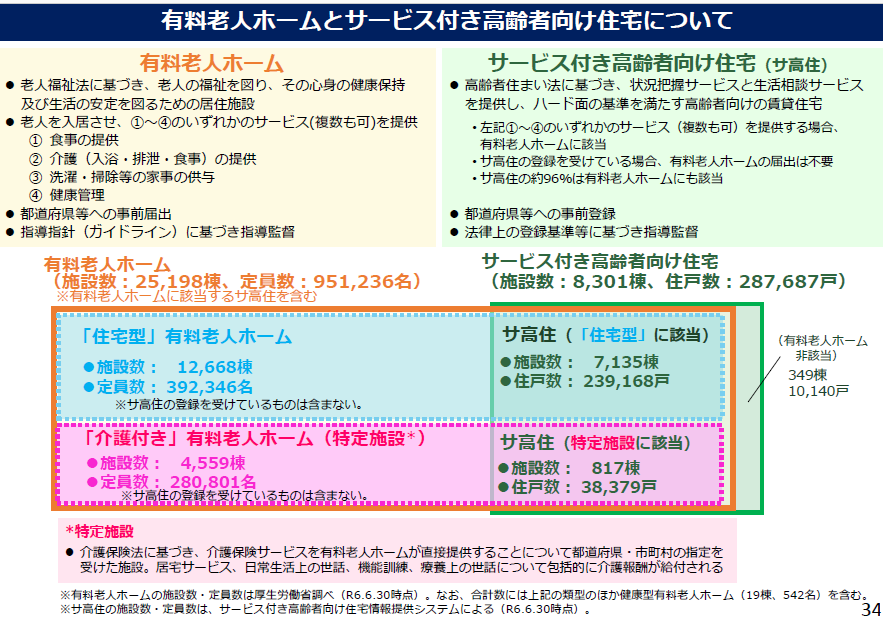 有料老人ホームとサービス付き高齢者向け住宅について
有料老人ホーム
● 老人福祉法に基づき、老人の福祉を図り、その心身の健康保持
及び生活の安定を図るための居住施設
● 老人を入居させ、①～④のいずれかのサービス(複数も可)を提供
① 食事の提供
② 介護（入浴・排泄・食事）の提供
③ 洗濯・掃除等の家事の供与
④ 健康管理
● 都道府県等への事前届出
● 指導指針（ガイドライン）に基づき指導監督
サービス付き高齢者向け住宅（サ高住）
● 高齢者住まい法に基づき、状況把握サービスと生活相談サービス
を提供し、ハード面の基準を満たす高齢者向けの賃貸住宅
・左記①～④のいずれかのサービス（複数も可）を提供する場合、
有料老人ホームに該当
・サ高住の登録を受けている場合、有料老人ホームの届出は不要
・サ高住の約96%は有料老人ホームにも該当
● 都道府県等への事前登録
● 法律上の登録基準等に基づき指導監督
有料老人ホーム
（施設数：25,198棟、定員数：951,236名）
※有料老人ホームに該当するサ高住を含む
サービス付き高齢者向け住宅
（施設数：8,301棟、住戸数：287,687戸）
「住宅型」有料老人ホーム
●施設数： 12,668棟
●定員数：392,346名
※サ高住の登録を受けているものは含まない。
サ高住（「住宅型」に該当）
●施設数： 7,135棟
●住戸数：239,168戸
（有料老人ホーム
非該当）
349棟
10,140戸
「介護付き」有料老人ホーム（特定施設*）
●施設数： 4,559棟
●定員数：280,801名
※サ高住の登録を受けているものは含まない。
サ高住（特定施設に該当）
●施設数： 817棟
●住戸数：38,379戸
*特定施設
● 介護保険法に基づき、介護保険サービスを有料老人ホームが直接提供することについて都道府県・市町村の指定を
受けた施設。居宅サービス、日常生活上の世話、機能訓練、療養上の世話について包括的に介護報酬が給付される
※有料老人ホームの施設数・定員数は厚生労働省調べ（R6.6.30時点）。なお、合計数には上記の類型のほか健康型有料老人ホーム（19棟、542名）を含む。
※サ高住の施設数・定員数は、サービス付き高齢者向け住宅情報提供システムによる（R6.6.30時点）。
34